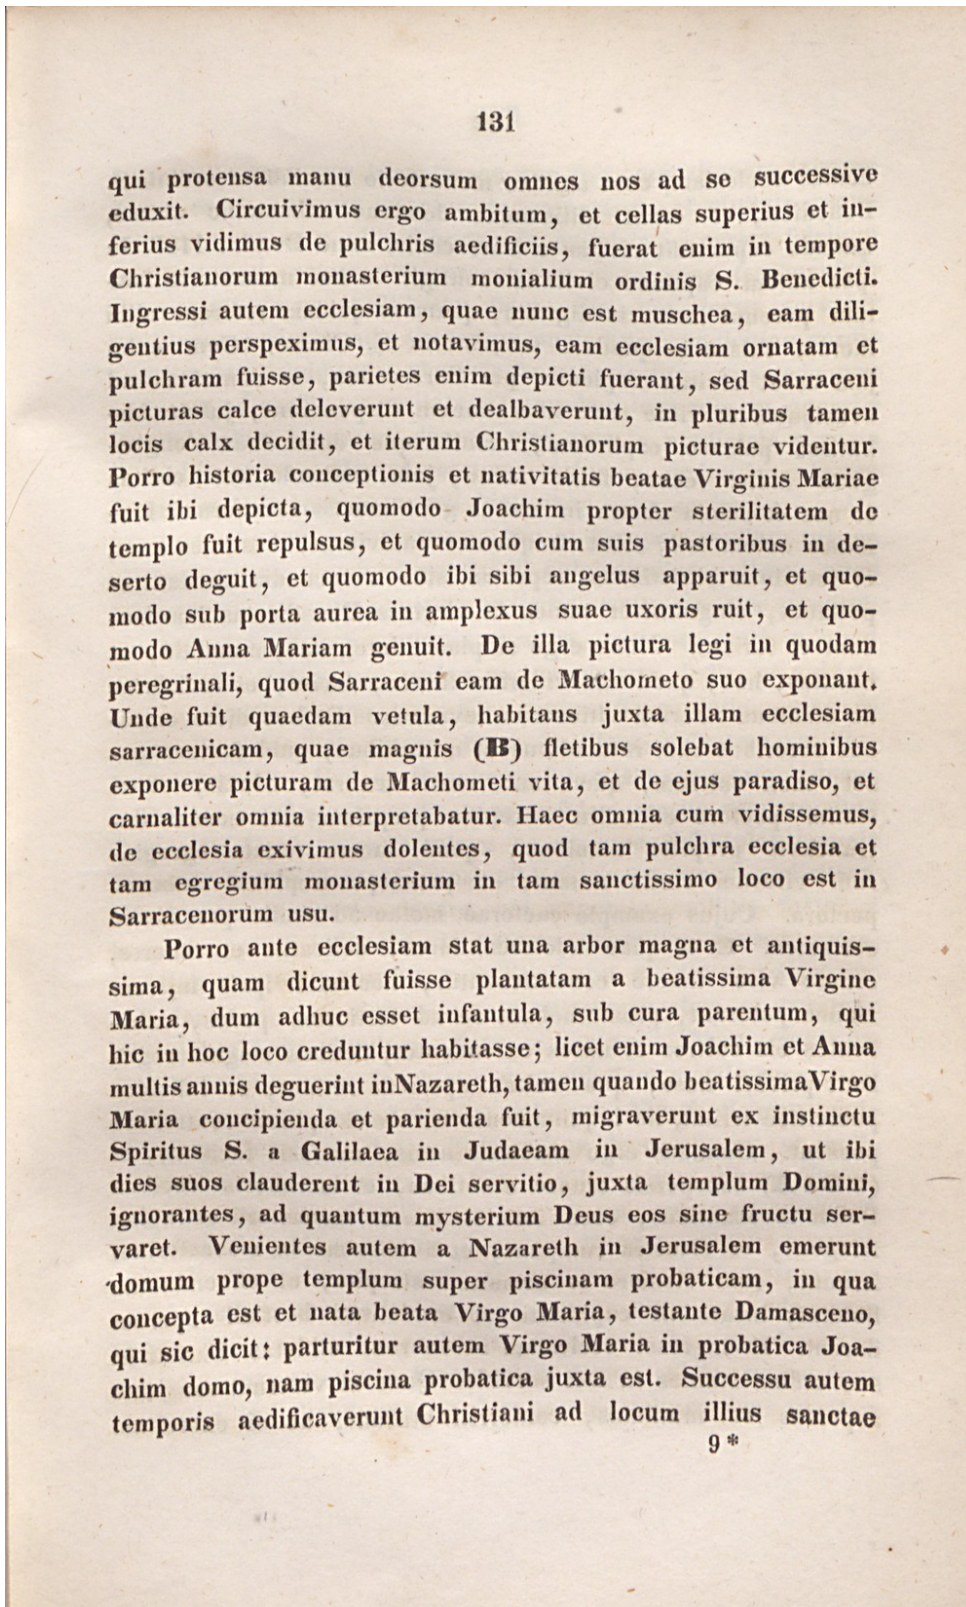 131
qui protensa manu deorsum omnes nos ad se successive
eduxit. Circuivimus ergo ambitum, et cellas superius et in-
ferius vidimus de pulchris aedificiis, fuerat enim in tempore
Christianorum monasterium monialium ordinis S. Benedicti.
Ingressi autem ecclesiam, quae nunc est muschea, eam dili-
gentius perspeximus, et notavimus, eam ecclesiam ornatam et
pulchram fuisse, parietes enim depicti fuerant, sed Sarraceni
picturas calce deleverunt et dealbaverunt, in pluribus tamen
locis calx decidit, et iterum Christianorum picturae videntur.
Porro historia conceptionis et nativitatis beatae Virginis Mariae
fuit ibi depicta, quomodo Joachim propter sterilitatem de
templo fuit repulsus, et quomodo cum suis pastoribus in de-
serto deguit, et quomodo ibi sibi angelus apparuit, et quo-
modo sub porta aurea in amplexus suae uxoris ruit, et quo-
modo Anna Mariam genuit. De illa pictura legi in quodam
peregrinali, quod Sarraceni eam de Machometo suo exponant.
Unde fuit quaedam vetula, habitans juxta illam ecclesiam
sarracenicam, quae magnis (B) fletibus solebat hominibus
exponere picturam de Machometi vita, et de ejus paradiso, et
carnaliter omnia interpretabatur. Haec omnia cum vidissemus,
de ecclesia exivimus dolentes, quod tam pulchra ecclesia et
tam egregium monasterium in tam sanctissimo loco est in
Sarracenorum usu.
Porro ante ecclesiam stat una arbor magna et antiquis-
sima, quam dicunt fuisse plantatam a beatissima Virgine
Maria, dum adhuc esset infantula, sub cura parentum, qui
hic in hoc loco creduntur habitasse; licet enim Joachim et Anna
multis annis deguerint inNazareth, tamen quando beatissimaVirgo
Maria concipienda et parienda fuit, migraverunt ex instinctu
Spiritus S. a Galilaea in Judaeam in Jerusalem, ut ibi
dies suos clauderent in Dei servitio, juxta templum Domini,
ignorantes, ad quantum mysterium Deus eos sine fructu ser-
varet. Venientes autem a Nazareth in Jerusalem emerunt
domum prope templum super piscinam probaticam, in qua
concepta est et nata beata Virgo Maria, testante Damasceno,
qui sic dicit: parturitur autem Virgo Maria in probatica Joa-
chim domo, nam piscina probatica juxta est. Successu autem
temporis aedificaverunt Christiani ad locum illius sanctae
9 *